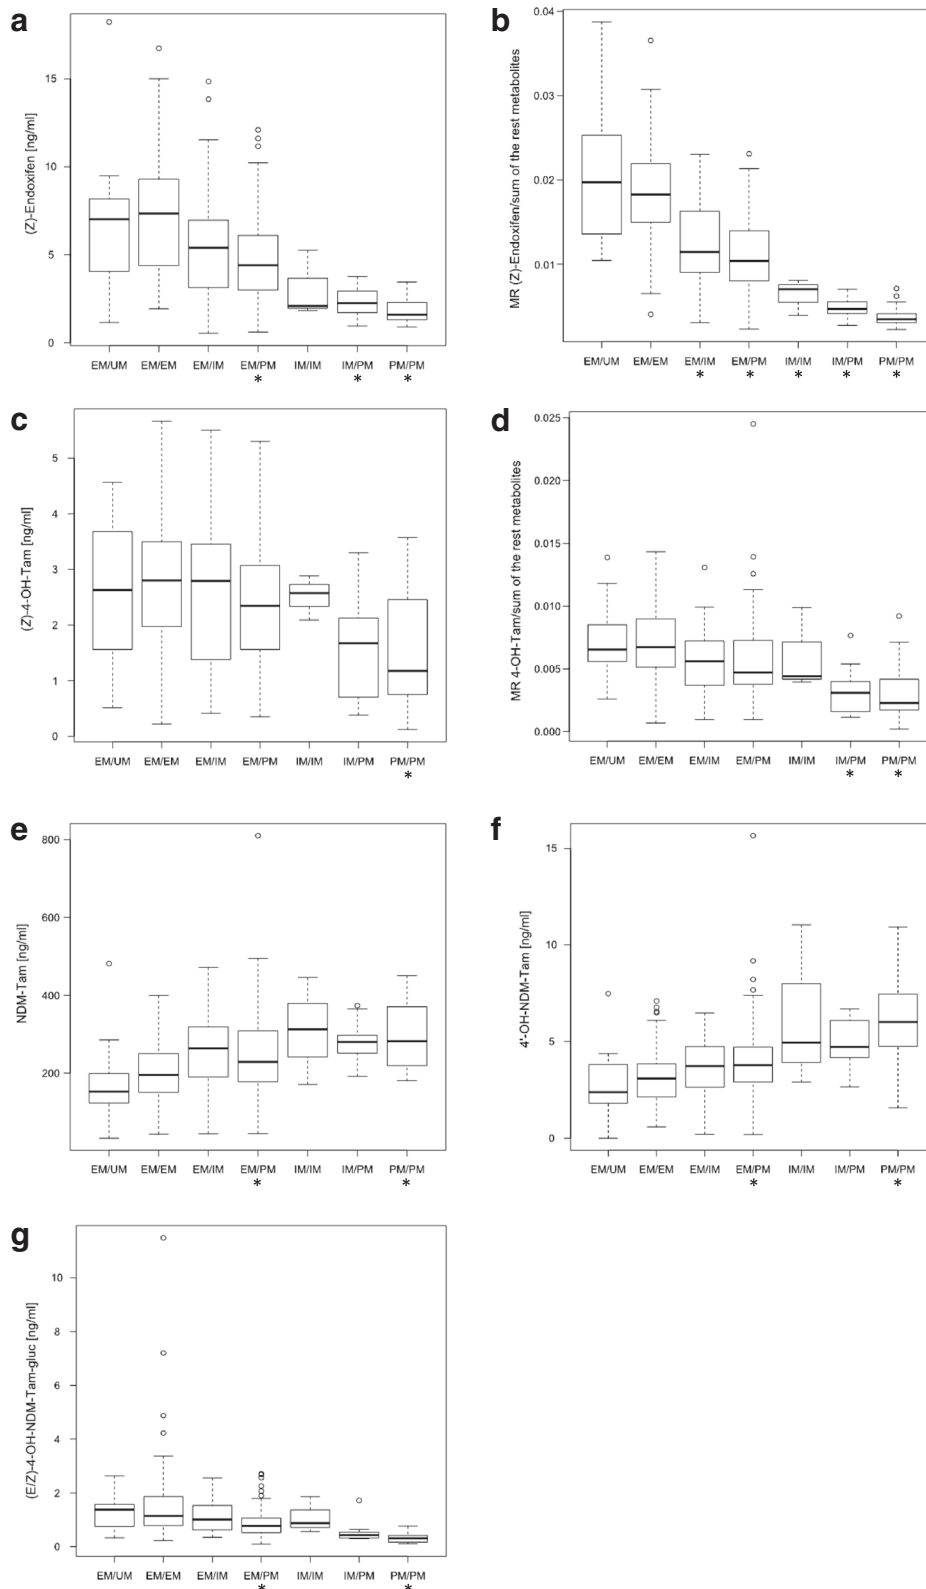 a
(Z)-Endoxifen [ng/ml]
15
10
5
0
EM/UM EM/EM EM/IM EM/PM IM/IM IM/PM PM/PM
* * *
b
MR (Z)-Endoxifen/sum of the rest metabolites
0.04
0.03
0.02
0.01
EM/UM EM/EM EM/IM EM/PM IM/IM IM/PM PM/PM
* * * * *
c
(Z)-4-OH-Tam [ng/ml]
5
4
3
2
1
0
EM/UM EM/EM EM/IM EM/PM IM/IM IM/PM PM/PM
*
d
MR 4-OH-Tam/sum of the rest metabolites
0.025
0.020
0.015
0.010
0.005
0.000
EM/UM EM/EM EM/IM EM/PM IM/IM IM/PM PM/PM
* *
e
NDM-Tam [ng/ml]
800
600
400
200
EM/UM EM/EM EM/IM EM/PM IM/IM IM/PM PM/PM
* *
f
4'-OH-NDM-Tam [ng/ml]
15
10
5
0
EM/UM EM/EM EM/IM EM/PM IM/IM IM/PM PM/PM
* *
g
(E/Z)-4-OH-NDM-Tam-gluc [ng/ml]
10
8
6
4
2
0
EM/UM EM/EM EM/IM EM/PM IM/IM IM/PM PM/PM
* *